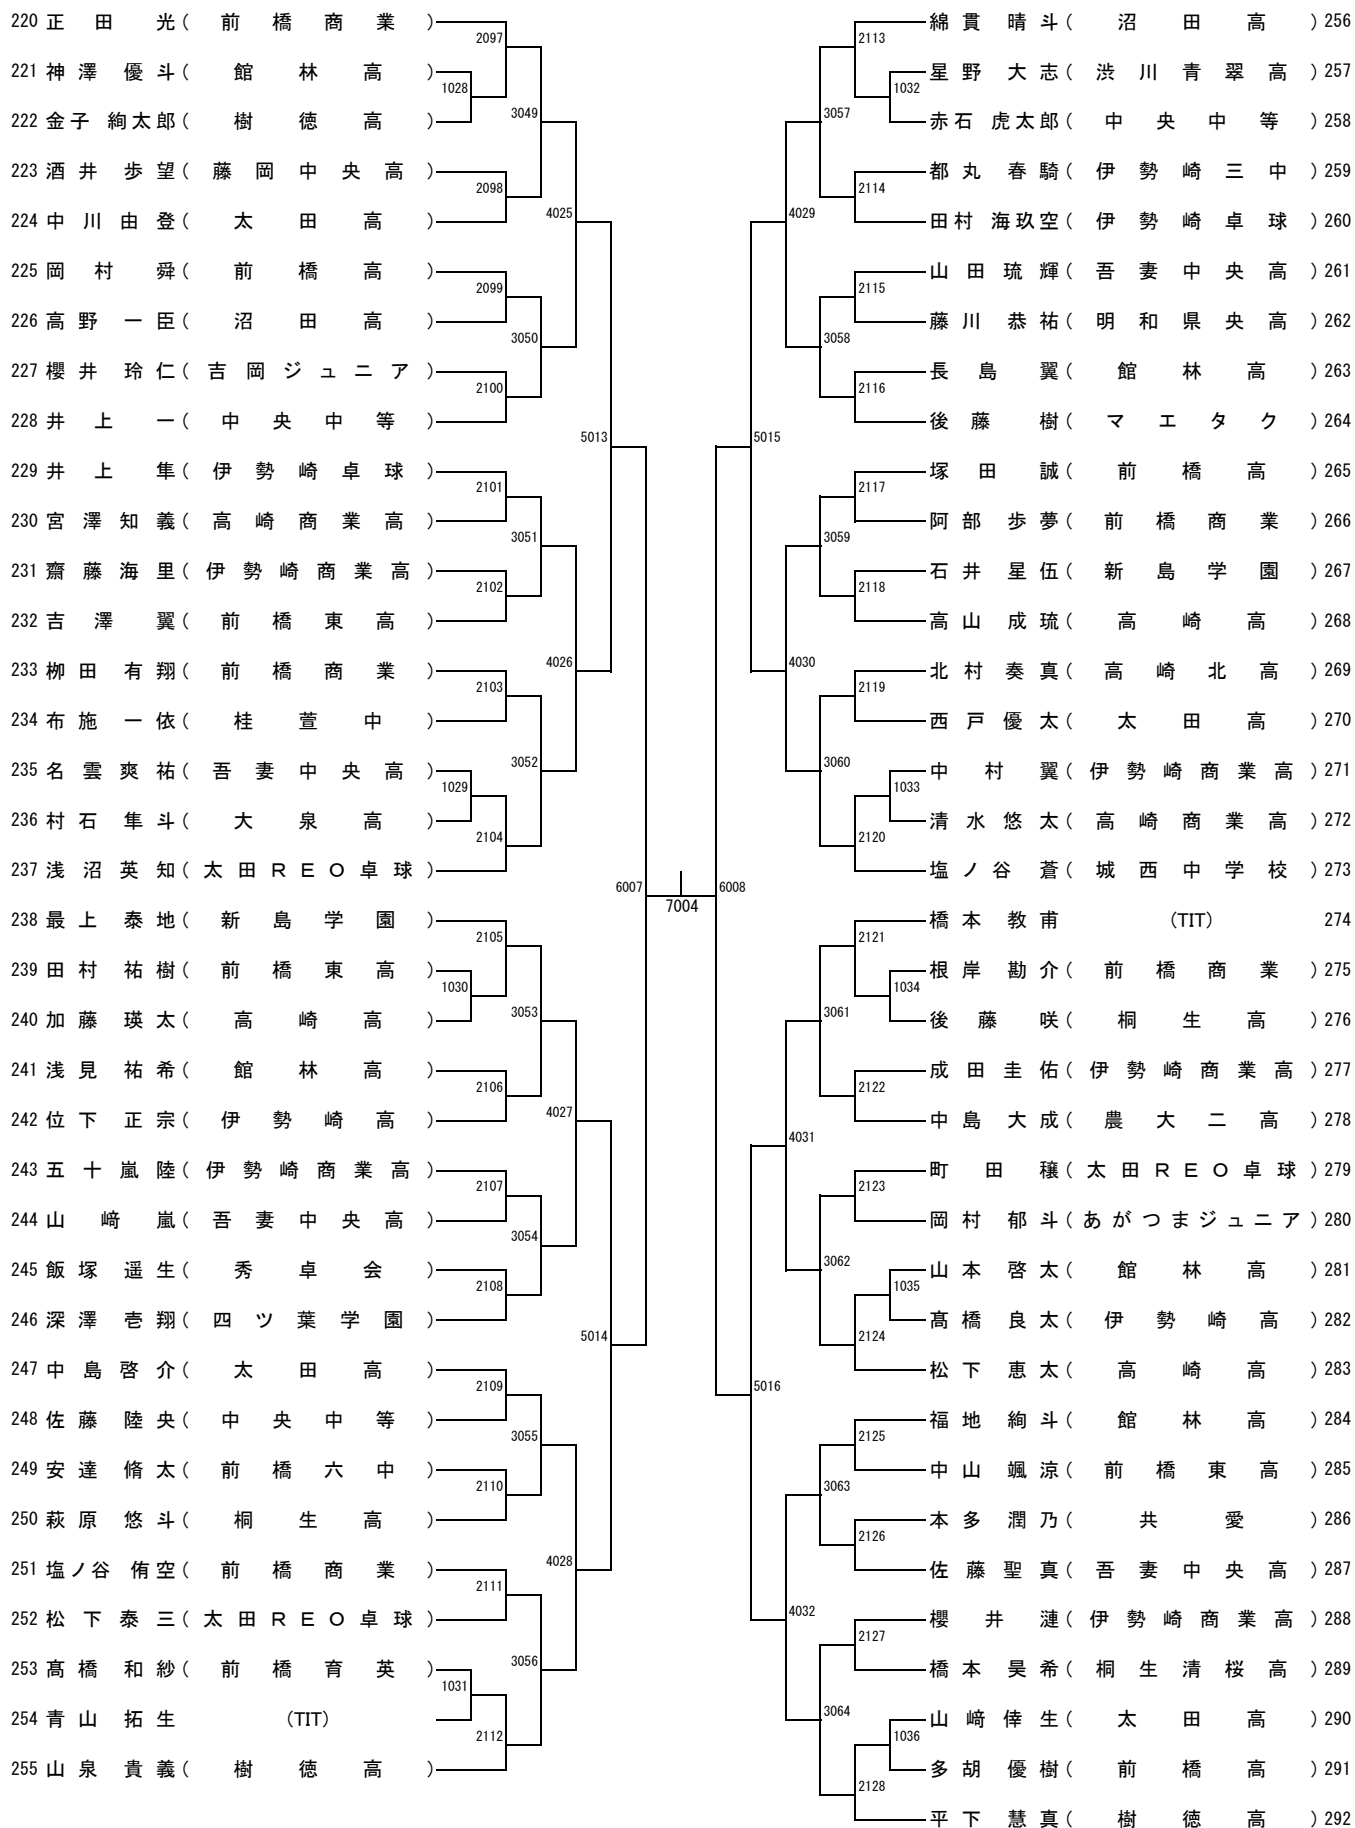 220 正田光(前橋商業)
2097
221 神澤優斗(館林高)
1028
222 金子絢太郎(樹徳高)
3049
223 酒井歩望(藤岡中央高)
2098
224 中川由登(太田高)
4025
225 岡村舜(前橋高)
2099
226 高野一臣(沼田高)
3050
227 櫻井玲仁(吉岡ジュニア)
2100
228 井上一(中央中等)
5013
229 井上隼(伊勢崎卓球)
2101
230 宮澤知義(高崎商業高)
3051
231 齋藤海里(伊勢崎商業高)
2102
232 吉澤翼(前橋東高)
4026
233 栁田有翔(前橋商業)
2103
234 布施一依(桂萱中)
3052
235 名雲爽祐(吾妻中央高)
1029
236 村石隼斗(大泉高)
2104
237 浅沼英知(太田REO卓球)
6007
238 最上泰地(新島学園)
2105
239 田村祐樹(前橋東高)
1030
240 加藤瑛太(高崎高)
3053
241 浅見祐希(館林高)
2106
242 位下正宗(伊勢崎高)
4027
243 五十嵐陸(伊勢崎商業高)
2107
244 山﨑嵐(吾妻中央高)
3054
245 飯塚遥生(秀卓会)
2108
246 深澤壱翔(四ツ葉学園)
5014
247 中島啓介(太田高)
2109
248 佐藤陸央(中央中等)
3055
249 安達脩太(前橋六中)
2110
250 萩原悠斗(桐生高)
4028
251 塩ノ谷侑空(前橋商業)
2111
252 松下泰三(太田REO卓球)
3056
253 髙橋和紗(前橋育英)
1031
254 青山拓生(TIT)
2112
255 山泉貴義(樹徳高)
7004
綿貫晴斗(沼田高) 256
2113
星野大志(渋川青翠高) 257
1032
赤石虎太郎(中央中等) 258
3057
都丸春騎(伊勢崎三中) 259
2114
田村海玖空(伊勢崎卓球) 260
4029
山田琉輝(吾妻中央高) 261
2115
藤川恭祐(明和県央高) 262
3058
長島翼(館林高) 263
2116
後藤樹(マエタク) 264
5015
塚田誠(前橋高) 265
2117
阿部歩夢(前橋商業) 266
3059
石井星伍(新島学園) 267
2118
高山成琉(高崎高) 268
4030
北村奏真(高崎北高) 269
2119
西戸優太(太田高) 270
3060
中村翼(伊勢崎商業高) 271
1033
清水悠太(高崎商業高) 272
2120
塩ノ谷蒼(城西中学校) 273
6008
橋本教甫(TIT) 274
2121
根岸勘介(前橋商業) 275
1034
後藤咲(桐生高) 276
3061
成田圭佑(伊勢崎商業高) 277
2122
中島大成(農大二高) 278
4031
町田穣(太田REO卓球) 279
2123
岡村郁斗(あがつまジュニア) 280
3062
山本啓太(館林高) 281
1035
髙橋良太(伊勢崎高) 282
2124
松下恵太(高崎高) 283
5016
福地絢斗(館林高) 284
2125
中山颯涼(前橋東高) 285
3063
本多潤乃(共愛) 286
2126
佐藤聖真(吾妻中央高) 287
4032
櫻井漣(伊勢崎商業高) 288
2127
橋本昊希(桐生清桜高) 289
3064
山﨑倖生(太田高) 290
1036
多胡優樹(前橋高) 291
2128
平下慧真(樹徳高) 292